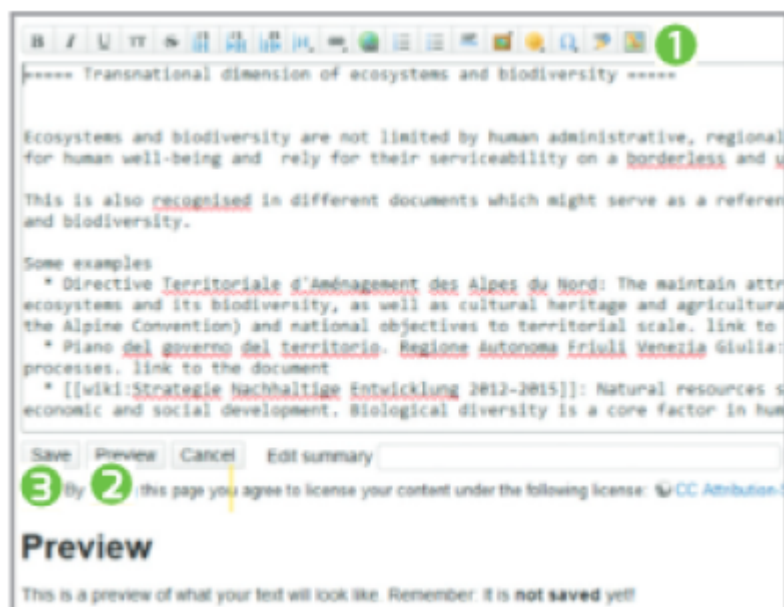 B I U TT S
1
===== Transnational dimension of ecosystems and biodiversity =====
Ecosystems and biodiversity are not limited by human administrative, regional
for human well-being and rely for their serviceability on a borderless and u
This is also recognised in different documents which might serve as a referen
and biodiversity.
Some examples
* Directive Territoriale d'Aménagement des Alpes du Nord: The maintain attr
ecosystems and its biodiversity, as well as cultural heritage and agricultur
the Alpine Convention) and national objectives to territorial scale. link to
* Piano del governo del territorio. Regione Autonoma Friuli Venezia Giulia:
processes. link to the document
* [[wiki:Strategie Nachhaltige Entwicklung 2012-2015]]: Natural resources s
economic and social development. Biological diversity is a core factor in hum
Save Preview Cancel Edit summary
3 By 2 this page you agree to license your content under the following license: CC Attribution-
Preview
This is a preview of what your text will look like. Remember: It is not saved yet!